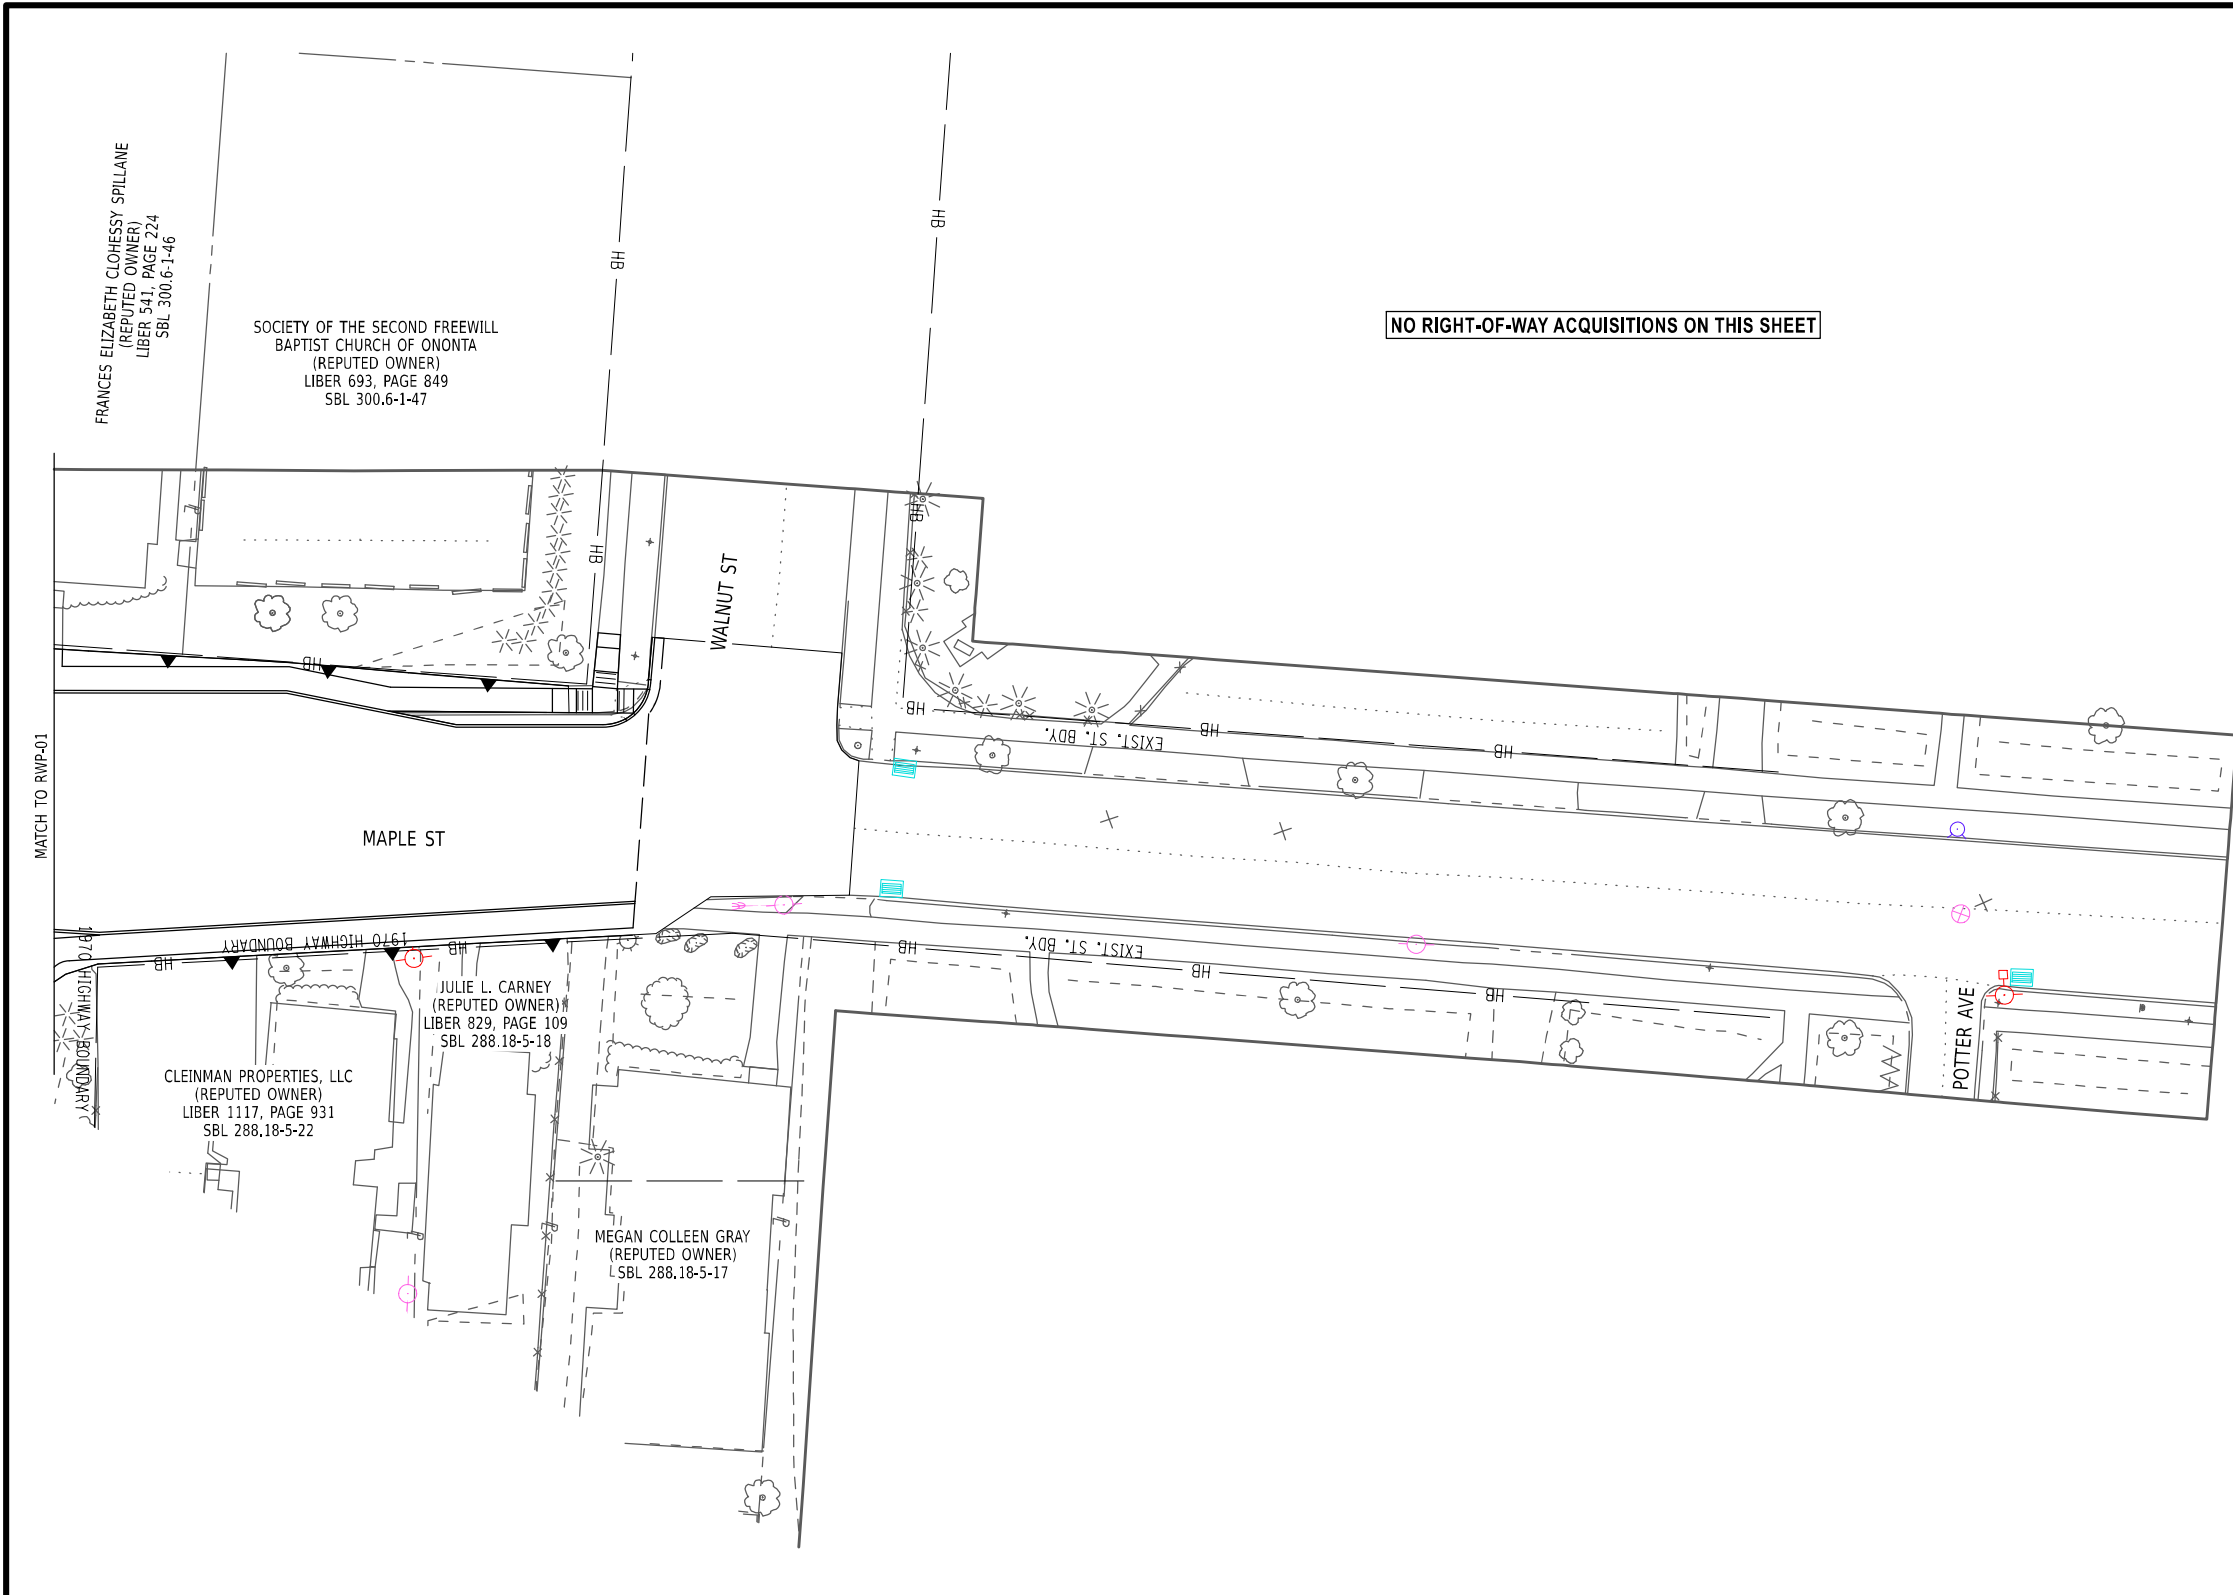 FRANCES ELIZABETH CLOHESSY SPILLANE
(REPUTED OWNER)
LIBER 541, PAGE 224
SBL 300.6-1-46
SOCIETY OF THE SECOND FREEWILL
BAPTIST CHURCH OF ONONTA
(REPUTED OWNER)
LIBER 693, PAGE 849
SBL 300.6-1-47
HB
HB
NO RIGHT-OF-WAY ACQUISITIONS ON THIS SHEET
HB
HB
WALNUT ST
HB
HB
EXIST. ST. BDY.
HB
HB
MATCH TO RWP-01
MAPLE ST
1970 HIGHWAY BOUNDARY
HB
HB
1970 HIGHWAY BOUNDARY
HB
EXIST. ST. BDY.
HB
HB
POTTER AVE
JULIE L. CARNEY
(REPUTED OWNER)
LIBER 829, PAGE 109
SBL 288.18-5-18
CLEINMAN PROPERTIES, LLC
(REPUTED OWNER)
LIBER 1117, PAGE 931
SBL 288.18-5-22
MEGAN COLLEEN GRAY
(REPUTED OWNER)
SBL 288.18-5-17